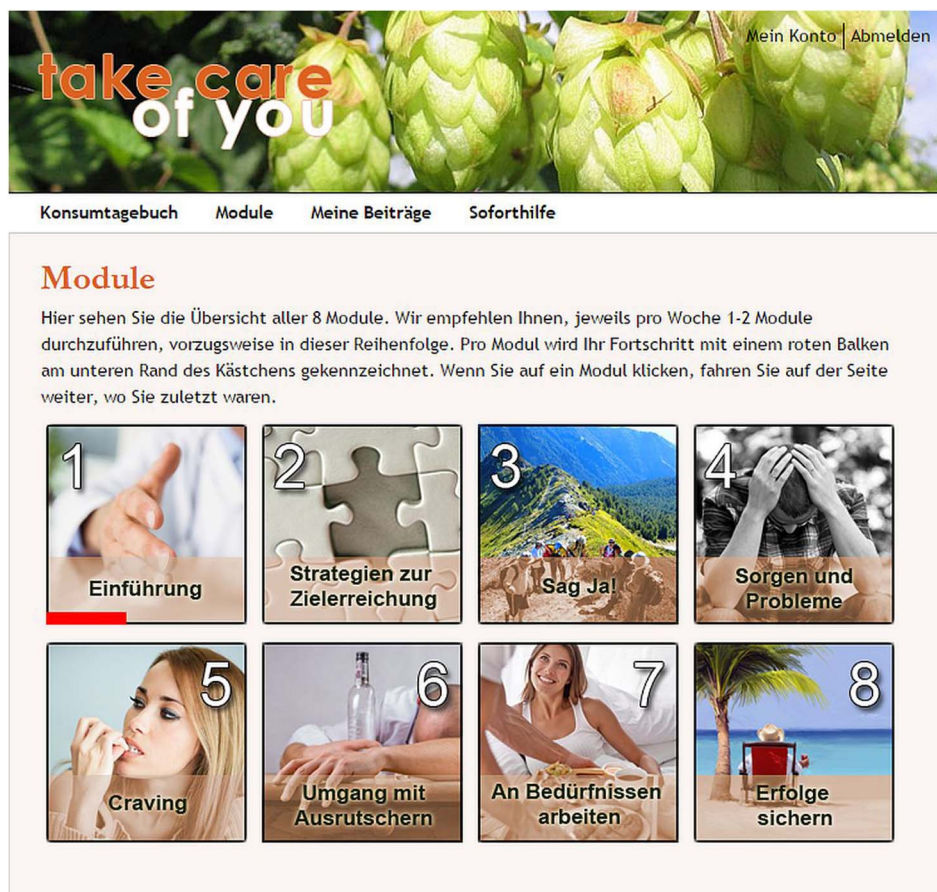 Mein Konto | Abmelden
take care
of you
Konsumtagebuch Module Meine Beiträge Soforthilfe
Module
Hier sehen Sie die Übersicht aller 8 Module. Wir empfehlen Ihnen, jeweils pro Woche 1-2 Module
durchzuführen, vorzugsweise in dieser Reihenfolge. Pro Modul wird Ihr Fortschritt mit einem roten Balken
am unteren Rand des Kästchens gekennzeichnet. Wenn Sie auf ein Modul klicken, fahren Sie auf der Seite
weiter, wo Sie zuletzt waren.
1
Einführung
2
Strategien zur
Zielerreichung
3
Sag Ja!
4
Sorgen und
Probleme
5
Craving
6
Umgang mit
Ausrutschern
7
An Bedürfnissen
arbeiten
8
Erfolge
sichern